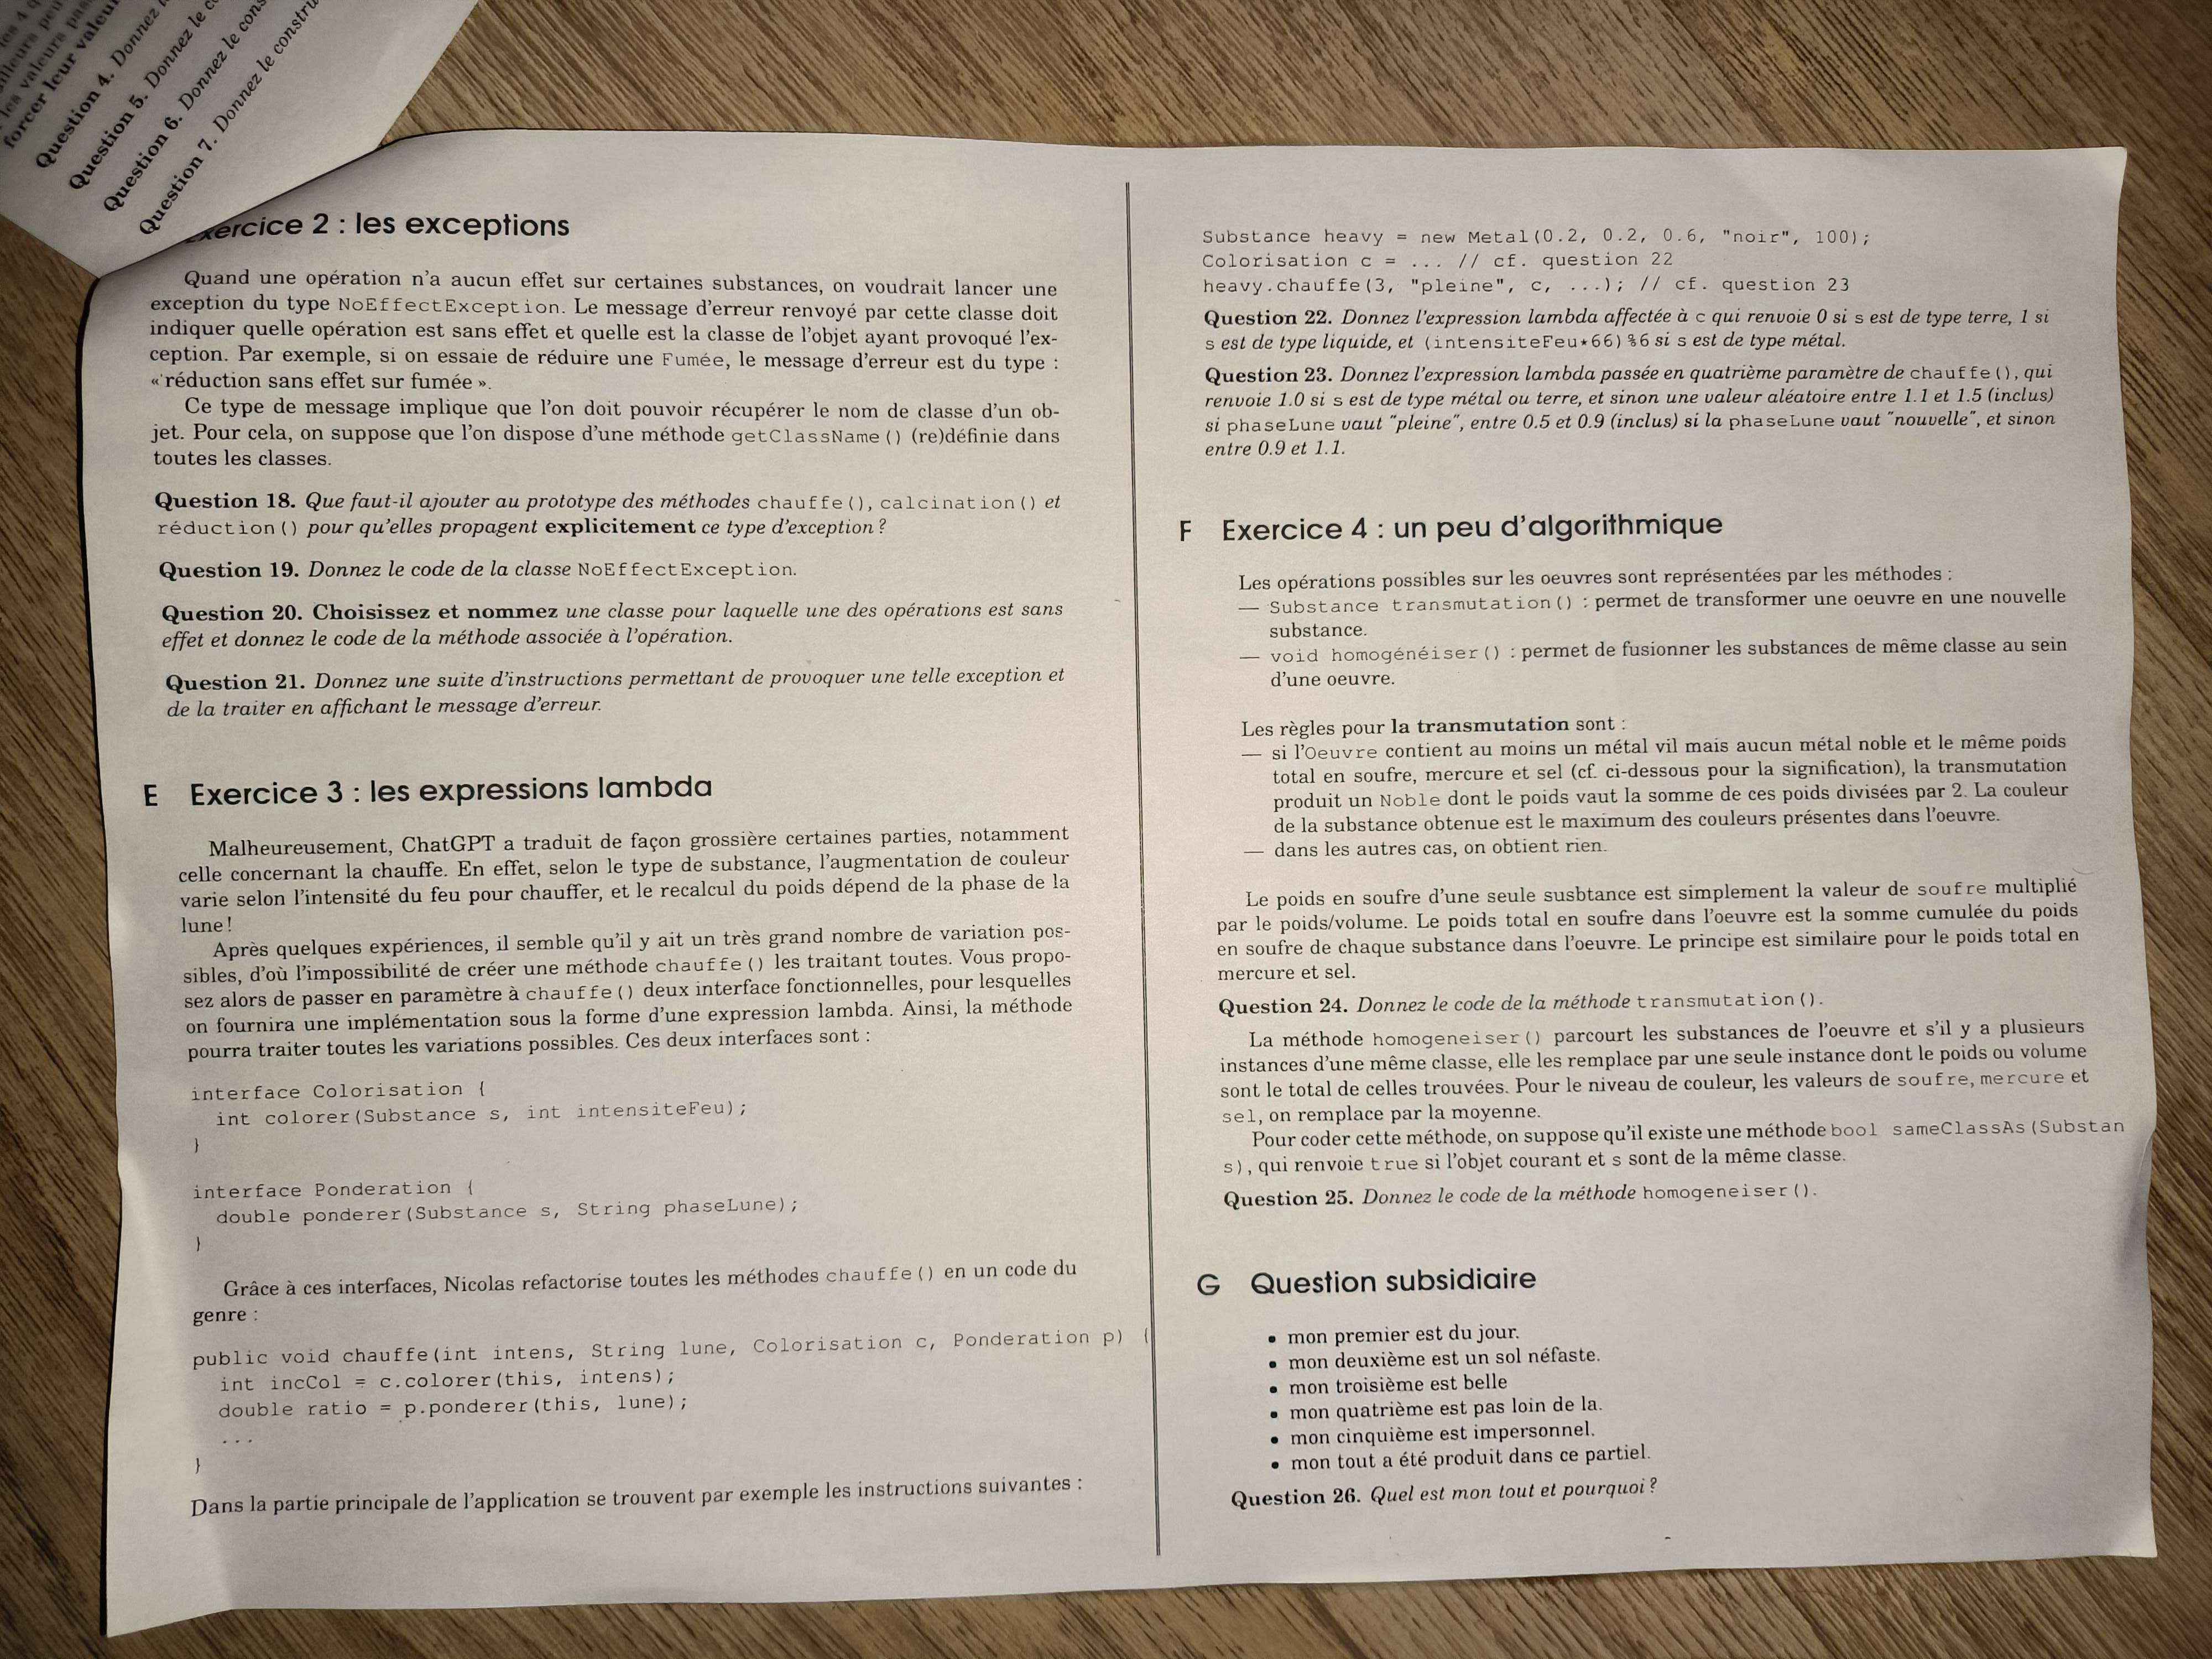 forcer leur valeur
Question 4. Donnez
Question 5. Donnez le
Question 6. Donnez le cons
Question 7. Donnez le constru
Exercice 2 : les exceptions
Quand une opération n'a aucun effet sur certaines substances, on voudrait lancer une
exception du type NoEffectException. Le message d'erreur renvoyé par cette classe doit
indiquer quelle opération est sans effet et quelle est la classe de l'objet ayant provoqué l'ex-
ception. Par exemple, si on essaie de réduire une Fumée, le message d'erreur est du type :
« réduction sans effet sur fumée ».
Ce type de message implique que l'on doit pouvoir récupérer le nom de classe d'un ob-
jet. Pour cela, on suppose que l'on dispose d'une méthode getClassName() (re)définie dans
toutes les classes.
Question 18. Que faut-il ajouter au prototype des méthodes chauffe(), calcination() et
réduction() pour qu'elles propagent explicitement ce type d'exception ?
Question 19. Donnez le code de la classe NoEffectException.
Question 20. Choisissez et nommez une classe pour laquelle une des opérations est sans
effet et donnez le code de la méthode associée à l'opération.
Question 21. Donnez une suite d'instructions permettant de provoquer une telle exception et
de la traiter en affichant le message d'erreur.
E Exercice 3 : les expressions lambda
Malheureusement, ChatGPT a traduit de façon grossière certaines parties, notamment
celle concernant la chauffe. En effet, selon le type de substance, l'augmentation de couleur
varie selon l'intensité du feu pour chauffer, et le recalcul du poids dépend de la phase de la
lune !
Après quelques expériences, il semble qu'il y ait un très grand nombre de variation pos-
sibles, d'où l'impossibilité de créer une méthode chauffe() les traitant toutes. Vous propo-
sez alors de passer en paramètre à chauffe() deux interface fonctionnelles, pour lesquelles
on fournira une implémentation sous la forme d'une expression lambda. Ainsi, la méthode
pourra traiter toutes les variations possibles. Ces deux interfaces sont :
interface Colorisation {
int colorer(Substance s, int intensiteFeu);
}
interface Ponderation {
double ponderer(Substance s, String phaseLune);
}
Grâce à ces interfaces, Nicolas refactorise toutes les méthodes chauffe() en un code du
genre :
public void chauffe(int intens, String lune, Colorisation c, Ponderation p) {
int incCol = c.colorer(this, intens);
double ratio = p.ponderer(this, lune);
...
}
Dans la partie principale de l'application se trouvent par exemple les instructions suivantes :
Substance heavy = new Metal(0.2, 0.2, 0.6, "noir", 100);
Colorisation c = ... // cf. question 22
heavy.chauffe(3, "pleine", c, ...); // cf. question 23
Question 22. Donnez l'expression lambda affectée à c qui renvoie 0 si s est de type terre, 1 si
s est de type liquide, et (intensiteFeu*66)%6 si s est de type métal.
Question 23. Donnez l'expression lambda passée en quatrième paramètre de chauffe(), qui
renvoie 1.0 si s est de type métal ou terre, et sinon une valeur aléatoire entre 1.1 et 1.5 (inclus)
si phaseLune vaut "pleine", entre 0.5 et 0.9 (inclus) si la phaseLune vaut "nouvelle", et sinon
entre 0.9 et 1.1.
F Exercice 4 : un peu d'algorithmique
Les opérations possibles sur les oeuvres sont représentées par les méthodes :
— Substance transmutation() : permet de transformer une oeuvre en une nouvelle
substance.
— void homogénéiser() : permet de fusionner les substances de même classe au sein
d'une oeuvre.
Les règles pour la transmutation sont :
— si l'Oeuvre contient au moins un métal vil mais aucun métal noble et le même poids
total en soufre, mercure et sel (cf. ci-dessous pour la signification), la transmutation
produit un Noble dont le poids vaut la somme de ces poids divisées par 2. La couleur
de la substance obtenue est le maximum des couleurs présentes dans l'oeuvre.
— dans les autres cas, on obtient rien.
Le poids en soufre d'une seule susbtance est simplement la valeur de soufre multiplié
par le poids/volume. Le poids total en soufre dans l'oeuvre est la somme cumulée du poids
en soufre de chaque substance dans l'oeuvre. Le principe est similaire pour le poids total en
mercure et sel.
Question 24. Donnez le code de la méthode transmutation().
La méthode homogeneiser() parcourt les substances de l'oeuvre et s'il y a plusieurs
instances d'une même classe, elle les remplace par une seule instance dont le poids ou volume
sont le total de celles trouvées. Pour le niveau de couleur, les valeurs de soufre, mercure et
sel, on remplace par la moyenne.
Pour coder cette méthode, on suppose qu'il existe une méthode bool sameClassAs(Substan
s), qui renvoie true si l'objet courant et s sont de la même classe.
Question 25. Donnez le code de la méthode homogeneiser().
G Question subsidiaire
• mon premier est du jour.
• mon deuxième est un sol néfaste.
• mon troisième est belle
• mon quatrième est pas loin de la.
• mon cinquième est impersonnel.
• mon tout a été produit dans ce partiel.
Question 26. Quel est mon tout et pourquoi ?